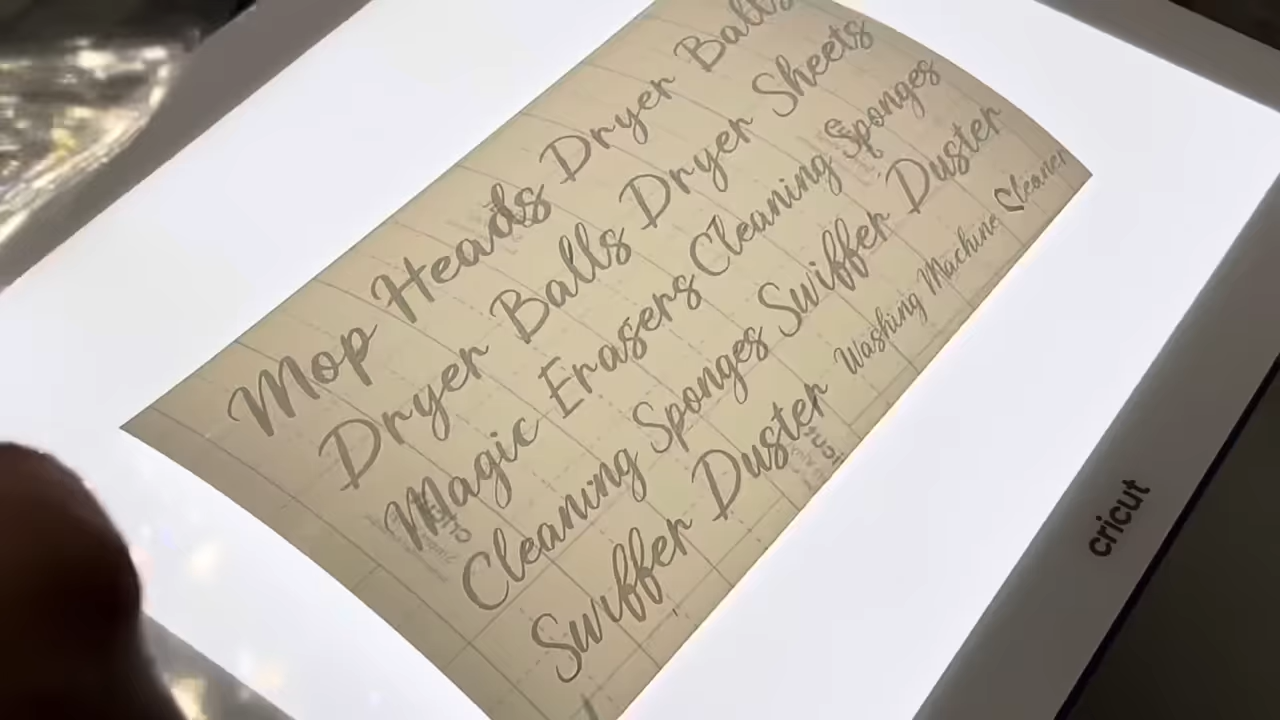 Mop Heads Dryer Balls
Dryer Balls Dryer Sheets
Magic Erasers Cleaning Sponges
Cleaning Sponges Swiffer Duster
Swiffer Duster Washing Machine Cleaner
cricut